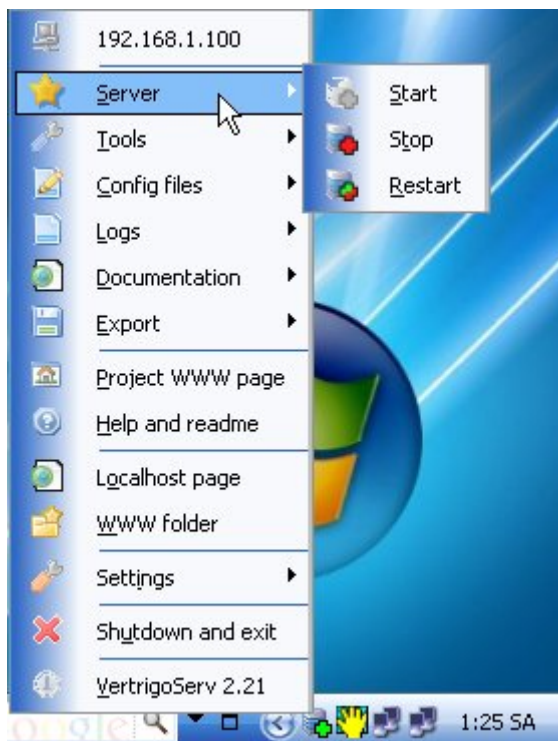 192.168.1.100
Server
Start
Tools
Stop
Config files
Restart
Logs
Documentation
Export
Project WWW page
Help and readme
Localhost page
WWW folder
Settings
Shutdown and exit
VertrigoServ 2.21
1:25 SA